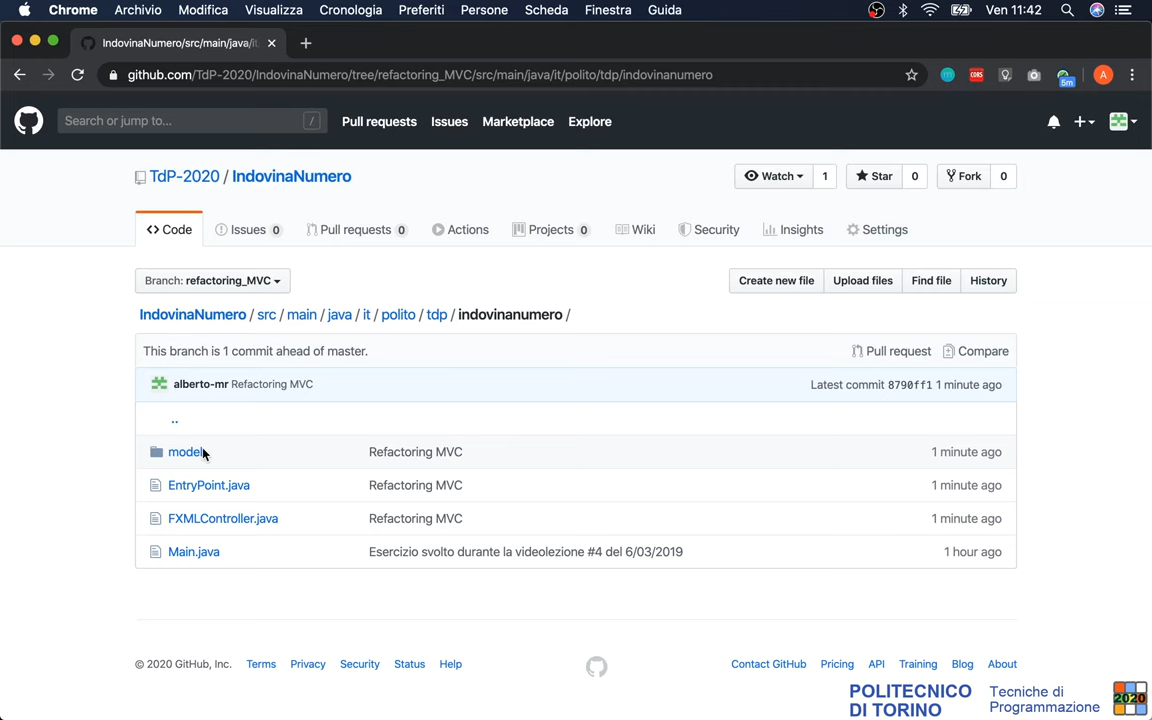 Chrome Archivio Modifica Visualizza Cronologia Preferiti Persone Scheda Finestra Guida Ven 11:42
IndovinaNumero/src/main/java/it
github.com/TdP-2020/IndovinaNumero/tree/refactoring_MVC/src/main/java/it/polito/tdp/indovinanumero CORS 5m A
Search or jump to... / Pull requests Issues Marketplace Explore
TdP-2020 / IndovinaNumero Watch 1 Star 0 Fork 0
Code Issues 0 Pull requests 0 Actions Projects 0 Wiki Security Insights Settings
Branch: refactoring_MVC Create new file Upload files Find file History
IndovinaNumero / src / main / java / it / polito / tdp / indovinanumero /
This branch is 1 commit ahead of master. Pull request Compare
alberto-mr Refactoring MVC Latest commit 8790ff1 1 minute ago
..
model Refactoring MVC 1 minute ago
EntryPoint.java Refactoring MVC 1 minute ago
FXMLController.java Refactoring MVC 1 minute ago
Main.java Esercizio svolto durante la videolezione #4 del 6/03/2019 1 hour ago
© 2020 GitHub, Inc. Terms Privacy Security Status Help Contact GitHub Pricing API Training Blog About
POLITECNICO DI TORINO
Tecniche di Programmazione
2020